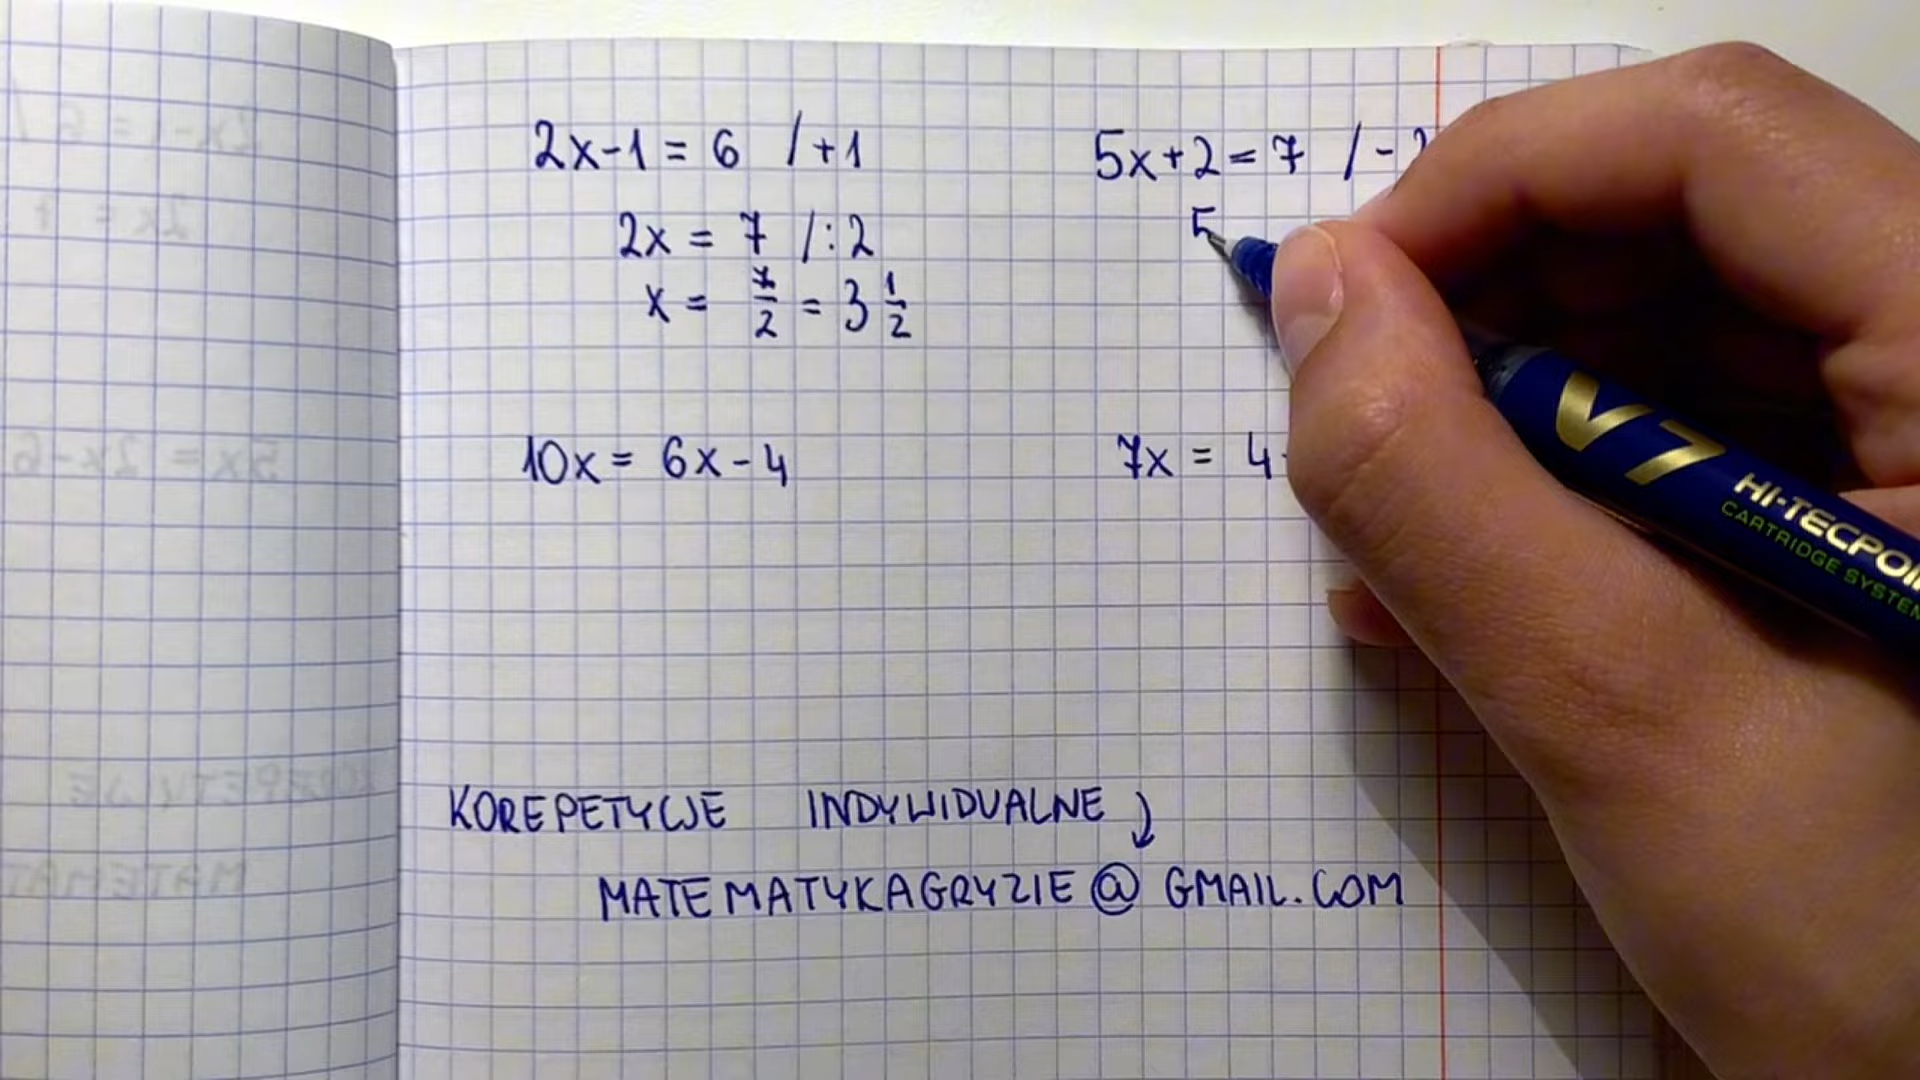 2x-1 = 6 /+1
2x = 7 /:2
x = 7/2 = 3 1/2
5x+2 = 7 /-2
5
10x = 6x-4
7x = 4
KOREPETYCJE INDYWIDUALNE
MATEMATYKAGRYZIE@GMAIL.COM
V7
HI-TECPOI
CARTRIDGE SYSTEM